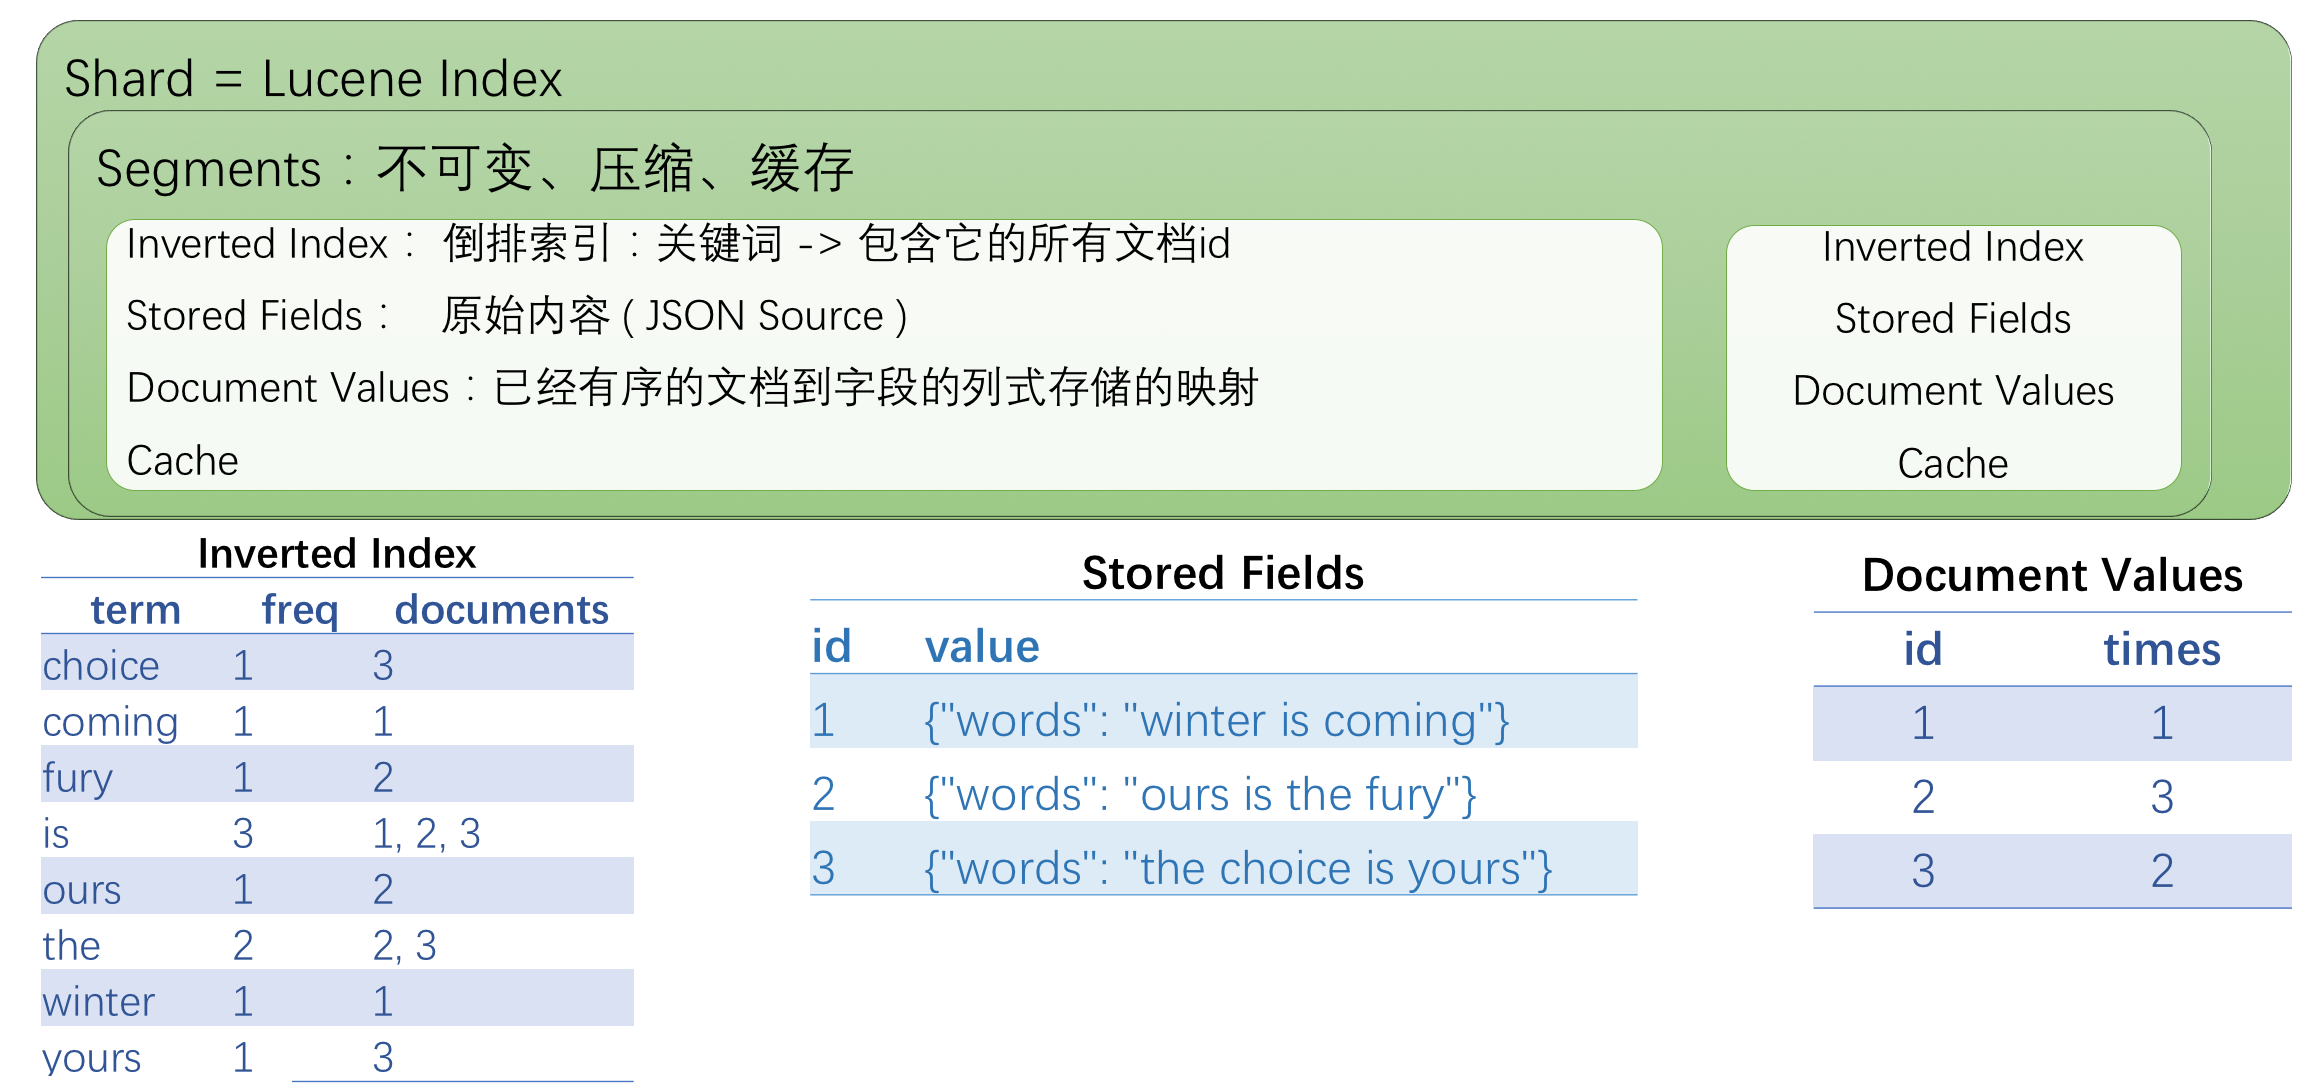 Shard = Lucene Index
Segments：不可变、压缩、缓存
Inverted Index： 倒排索引：关键词 -> 包含它的所有文档id
Stored Fields： 原始内容 ( JSON Source )
Document Values：已经有序的文档到字段的列式存储的映射
Cache
Inverted Index
Stored Fields
Document Values
Cache
Inverted Index
term freq documents
choice 1 3
coming 1 1
fury 1 2
is 3 1, 2, 3
ours 1 2
the 2 2, 3
winter 1 1
yours 1 3
Stored Fields
id value
1 {"words": "winter is coming"}
2 {"words": "ours is the fury"}
3 {"words": "the choice is yours"}
Document Values
id times
1 1
2 3
3 2